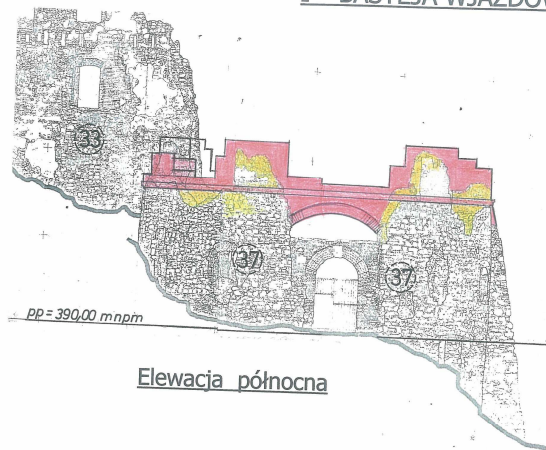 BASTEJA WJAZDOW
33
37
37
pp = 390,00 m npm
Elewacja północna